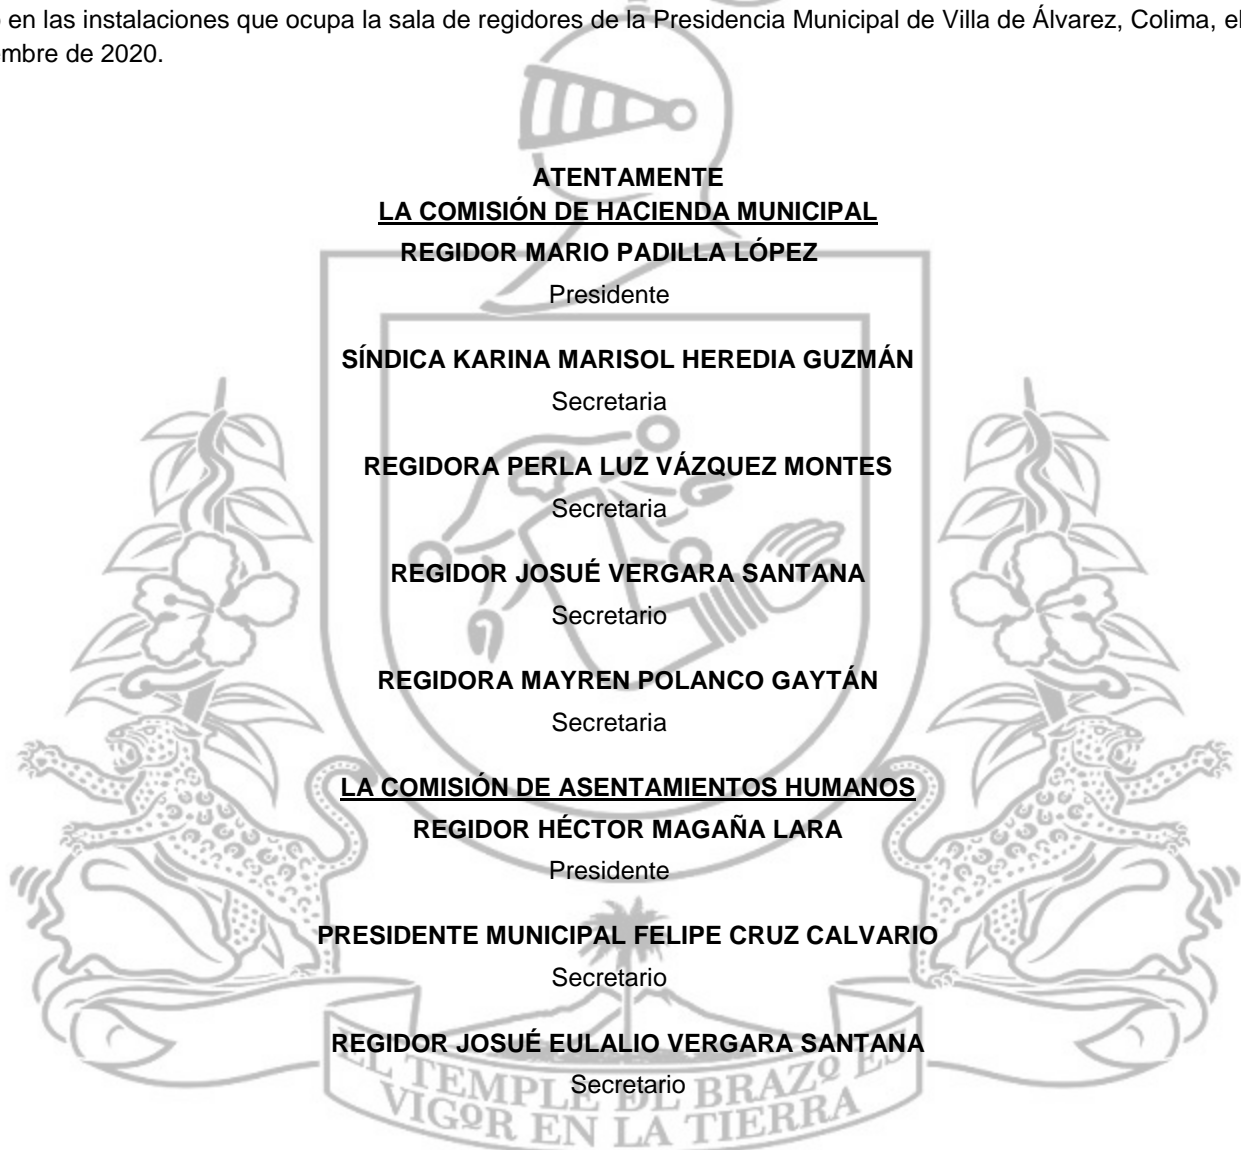 en las instalaciones que ocupa la sala de regidores de la Presidencia Municipal de Villa de Álvarez, Colima, el
de 2020.
ATENTAMENTE
LA COMISIÓN DE HACIENDA MUNICIPAL
REGIDOR MARIO PADILLA LÓPEZ
Presidente
SÍNDICA KARINA MARISOL HEREDIA GUZMÁN
Secretaria
REGIDORA PERLA LUZ VÁZQUEZ MONTES
Secretaria
REGIDOR JOSUÉ VERGARA SANTANA
Secretario
REGIDORA MAYREN POLANCO GAYTÁN
Secretaria
LA COMISIÓN DE ASENTAMIENTOS HUMANOS
REGIDOR HÉCTOR MAGAÑA LARA
Presidente
PRESIDENTE MUNICIPAL FELIPE CRUZ CALVARIO
Secretario
REGIDOR JOSUÉ EULALIO VERGARA SANTANA
Secretario
EL TEMPLE DEL BRAZO ES
VIGOR EN LA TIERRA